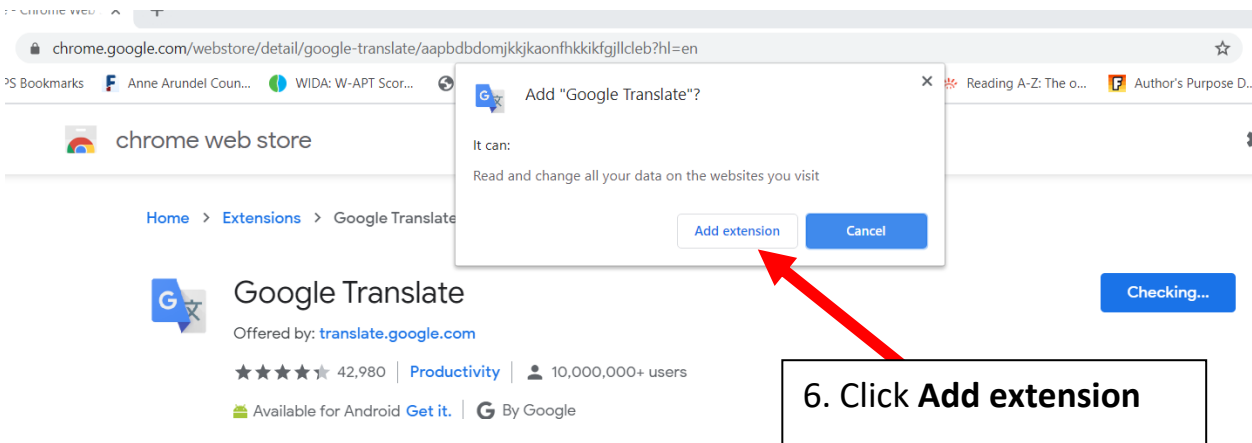 - Chrome Web
chrome.google.com/webstore/detail/google-translate/aapbdbdomjkkjkaonfhkkikfgjllcleb?hl=en
PS Bookmarks Anne Arundel Coun... WIDA: W-APT Scor... Reading A-Z: The o... Author's Purpose D...
Add "Google Translate"?
chrome web store
It can:
Read and change all your data on the websites you visit
Home > Extensions > Google Translate
Add extension Cancel
Google Translate
Checking...
Offered by: translate.google.com
42,980 | Productivity | 10,000,000+ users
Available for Android Get it. | G By Google
6. Click Add extension